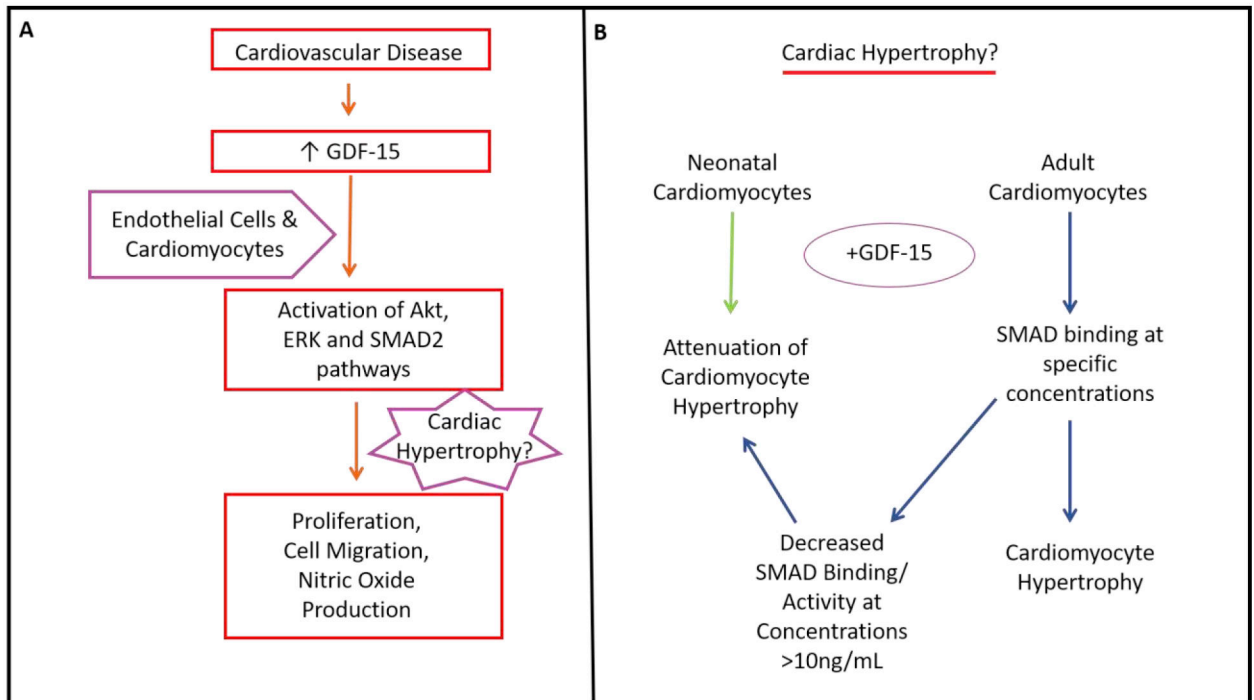 A
Cardiovascular Disease
↑ GDF-15
Endothelial Cells &
Cardiomyocytes
Activation of Akt,
ERK and SMAD2
pathways
Cardiac
Hypertrophy?
Proliferation,
Cell Migration,
Nitric Oxide
Production
B
Cardiac Hypertrophy?
Neonatal
Cardiomyocytes
Adult
Cardiomyocytes
+GDF-15
Attenuation of
Cardiomyocyte
Hypertrophy
SMAD binding at
specific
concentrations
Decreased
SMAD Binding/
Activity at
Concentrations
>10ng/mL
Cardiomyocyte
Hypertrophy